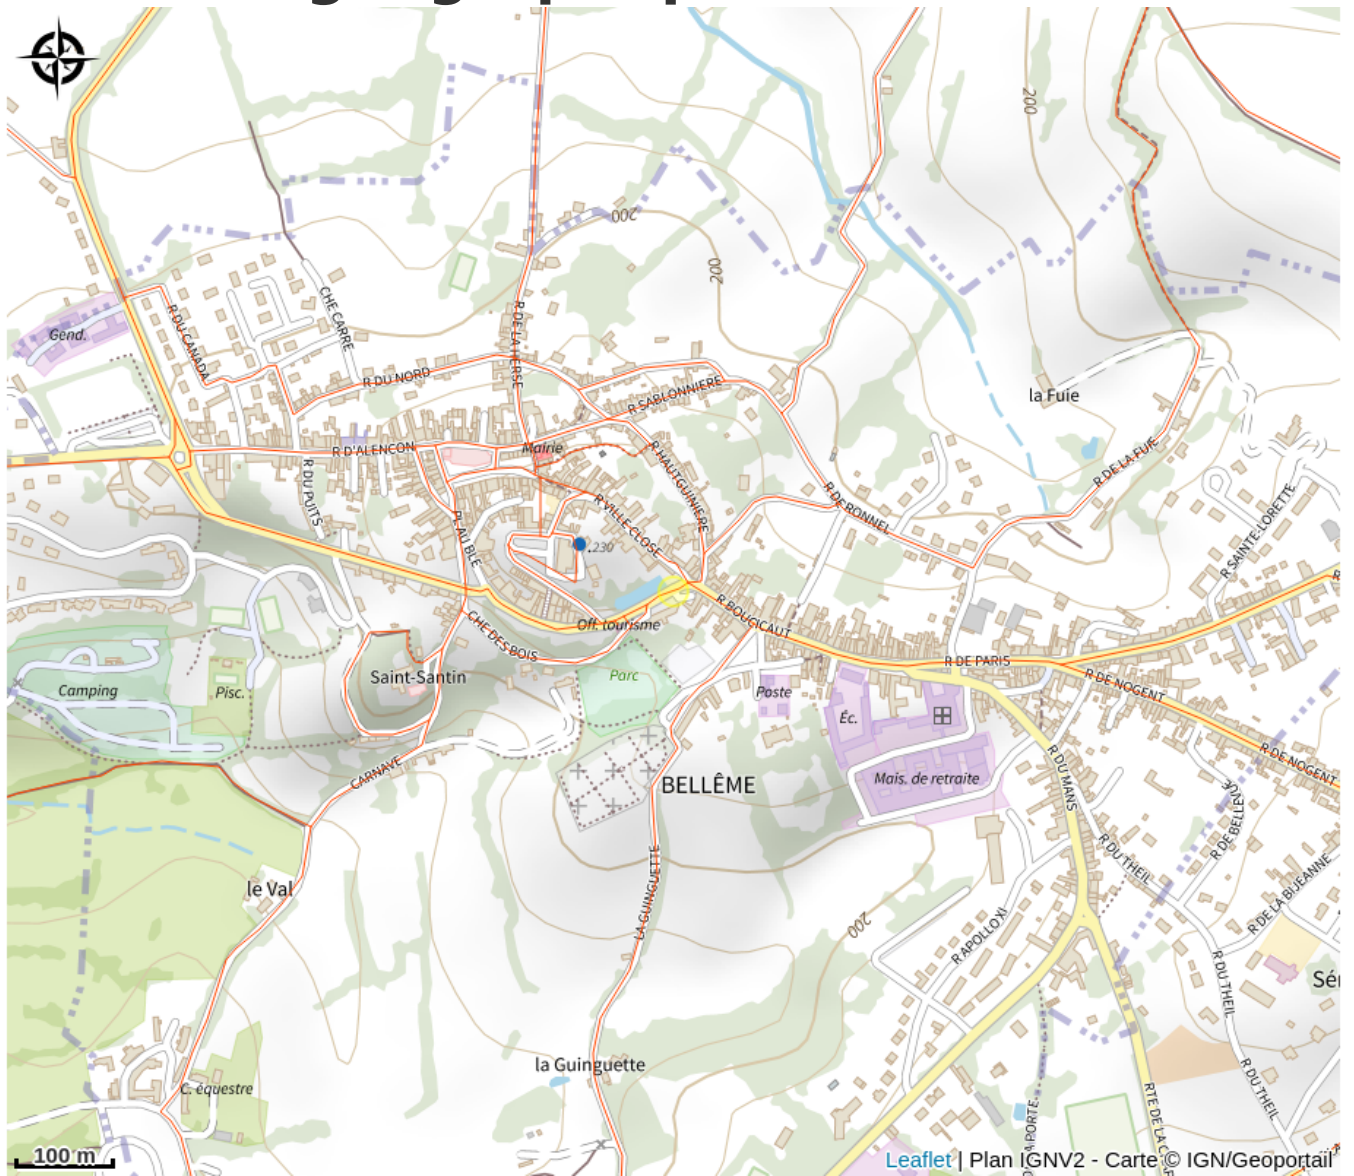 200
200
200
Gend.
R DU CANADA
CHE CARRE
R DE LA HERSE
R DU NORD
R SABLONNIERE
la Fuie
R D'ALENCON
Mairie
R HAUTGUINIERE
R DE LA FUIE
R DU PUITS
PL AU BLE
R VILLE CLOSE
R DE RONNEL
R SAINTE-LORETTE
230
R BOUCICAUT
CHE DES BOIS
Off. tourisme
R DE PARIS
Saint-Santin
Parc
Camping
Pisc.
Poste
Éc.
R DE NOGENT
R DE NOGENT
CARNAVE
BELLÊME
Mais. de retraite
R DU MANS
R DE BELLEVUE
R DU THEIL
le Val
LA GUINGUETTE
200
R APOLLO XI
R DE LA BIJEANNE
R DU THEIL
la Guinguette
C. équestre
R DU THEIL
100 m
Leaflet | Plan IGNV2 - Carte © IGN/Geoportail